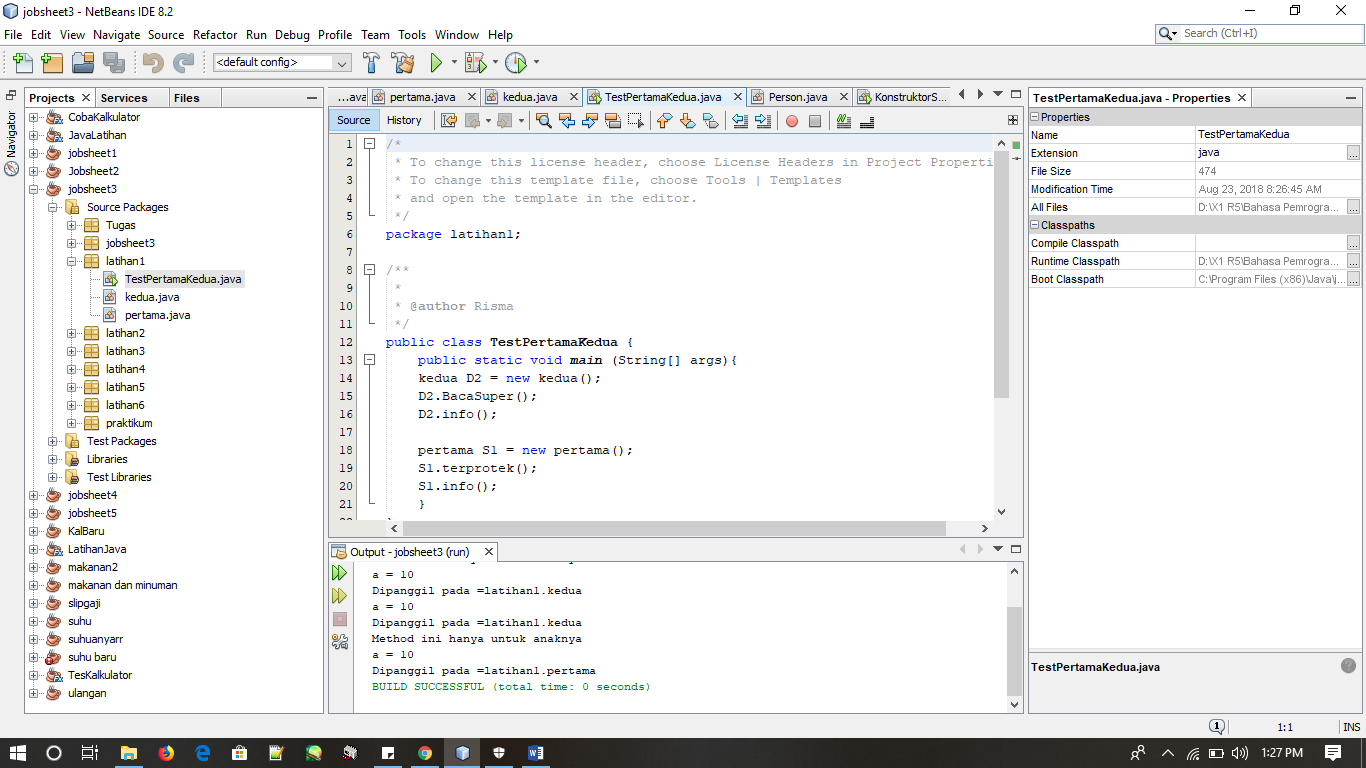 jobsheet3 - NetBeans IDE 8.2
File Edit View Navigate Source Refactor Run Debug Profile Team Tools Window Help
Search (Ctrl+I)
<default config>
Projects
Services
Files
Navigator
CobaKalkulator
JavaLatihan
jobsheet1
Jobsheet2
jobsheet3
Source Packages
Tugas
jobsheet3
latihan1
TestPertamaKedua.java
kedua.java
pertama.java
latihan2
latihan3
latihan4
latihan5
latihan6
praktikum
Test Packages
Libraries
Test Libraries
jobsheet4
jobsheet5
KalBaru
LatihanJava
makanan2
makanan dan minuman
slipgaji
suhu
suhuanyarr
suhu baru
TesKalkulator
ulangan
...ava pertama.java kedua.java TestPertamaKedua.java Person.java KonstruktorS...
Source History
1 /*
2 * To change this license header, choose License Headers in Project Properti
3 * To change this template file, choose Tools | Templates
4 * and open the template in the editor.
5 */
6 package latihan1;
7
8 /**
9 *
10 * @author Risma
11 */
12 public class TestPertamaKedua {
13 public static void main (String[] args){
14 kedua D2 = new kedua();
15 D2.BacaSuper();
16 D2.info();
17
18 pertama S1 = new pertama();
19 S1.terprotek();
20 S1.info();
21 }
Output - jobsheet3 (run)
a = 10
Dipanggil pada =latihan1.kedua
a = 10
Dipanggil pada =latihan1.kedua
Method ini hanya untuk anaknya
a = 10
Dipanggil pada =latihan1.pertama
BUILD SUCCESSFUL (total time: 0 seconds)
TestPertamaKedua.java - Properties
Properties
Name TestPertamaKedua
Extension java
File Size 474
Modification Time Aug 23, 2018 8:26:45 AM
All Files D:\X1 R5\Bahasa Pemrogra...
Classpaths
Compile Classpath
Runtime Classpath D:\X1 R5\Bahasa Pemrogra...
Boot Classpath C:\Program Files (x86)\Java\j...
TestPertamaKedua.java
1 1:1 INS
1:27 PM